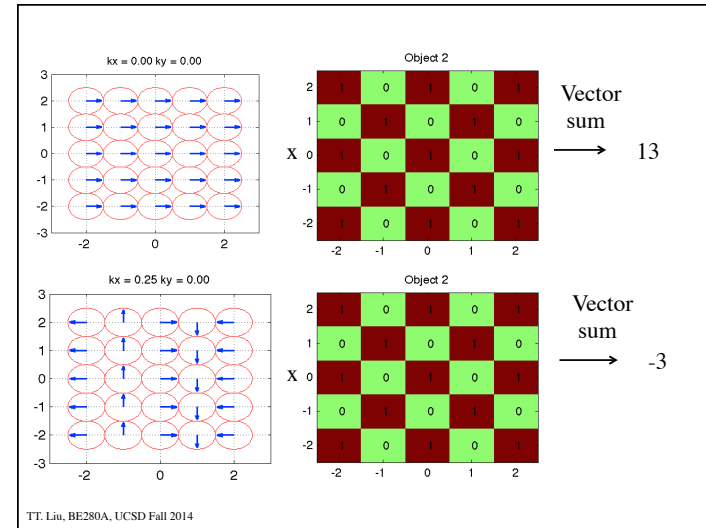 kx = 0.00 ky = 0.00
3
2
1
0
-1
-2
-3
-2 0 2
Object 2
2 1 0 1 0 1
1 0 1 0 1 0
x 0 1 0 1 0 1
-1 0 1 0 1 0
-2 1 0 1 0 1
-2 -1 0 1 2
Vector
sum
13
kx = 0.25 ky = 0.00
3
2
1
0
-1
-2
-3
-2 0 2
Object 2
2 1 0 1 0 1
1 0 1 0 1 0
x 0 1 0 1 0 1
-1 0 1 0 1 0
-2 1 0 1 0 1
-2 -1 0 1 2
Vector
sum
-3
TT. Liu, BE280A, UCSD Fall 2014